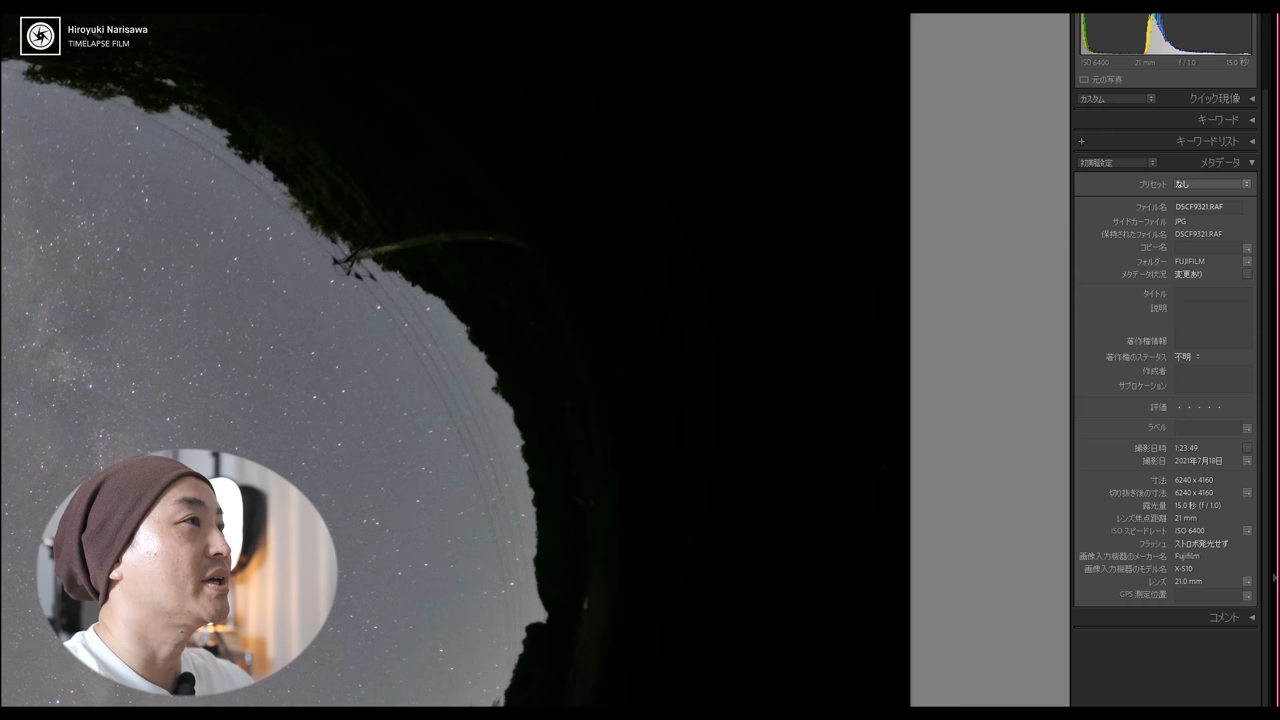 Hiroyuki Narisawa
TIMELAPSE FILM
ISO 6400 21 mm f / 1.0 15.0 秒
元の写真
カスタム クイック現像
キーワード
+ キーワードリスト
初期設定 メタデータ
プリセット なし
ファイル名 DSCF9321.RAF
サイドカーファイル JPG
保持されたファイル名 DSCF9321.RAF
コピー名
フォルダー FUJIFILM
メタデータ状況 変更あり
タイトル
説明
著作権情報
著作権のステータス 不明
作成者
サブロケーション
評価 · · · · ·
ラベル
撮影日時 1:23:49
撮影日 2021年7月18日
寸法 6240 x 4160
切り抜き後の寸法 6240 x 4160
露光量 15.0 秒 (f / 1.0)
レンズ焦点距離 21 mm
ISO スピードレート ISO 6400
フラッシュ ストロボ発光せず
画像入力機器のメーカー名 Fujifilm
画像入力機器のモデル名 X-S10
レンズ 21.0 mm
GPS 測定位置
コメント